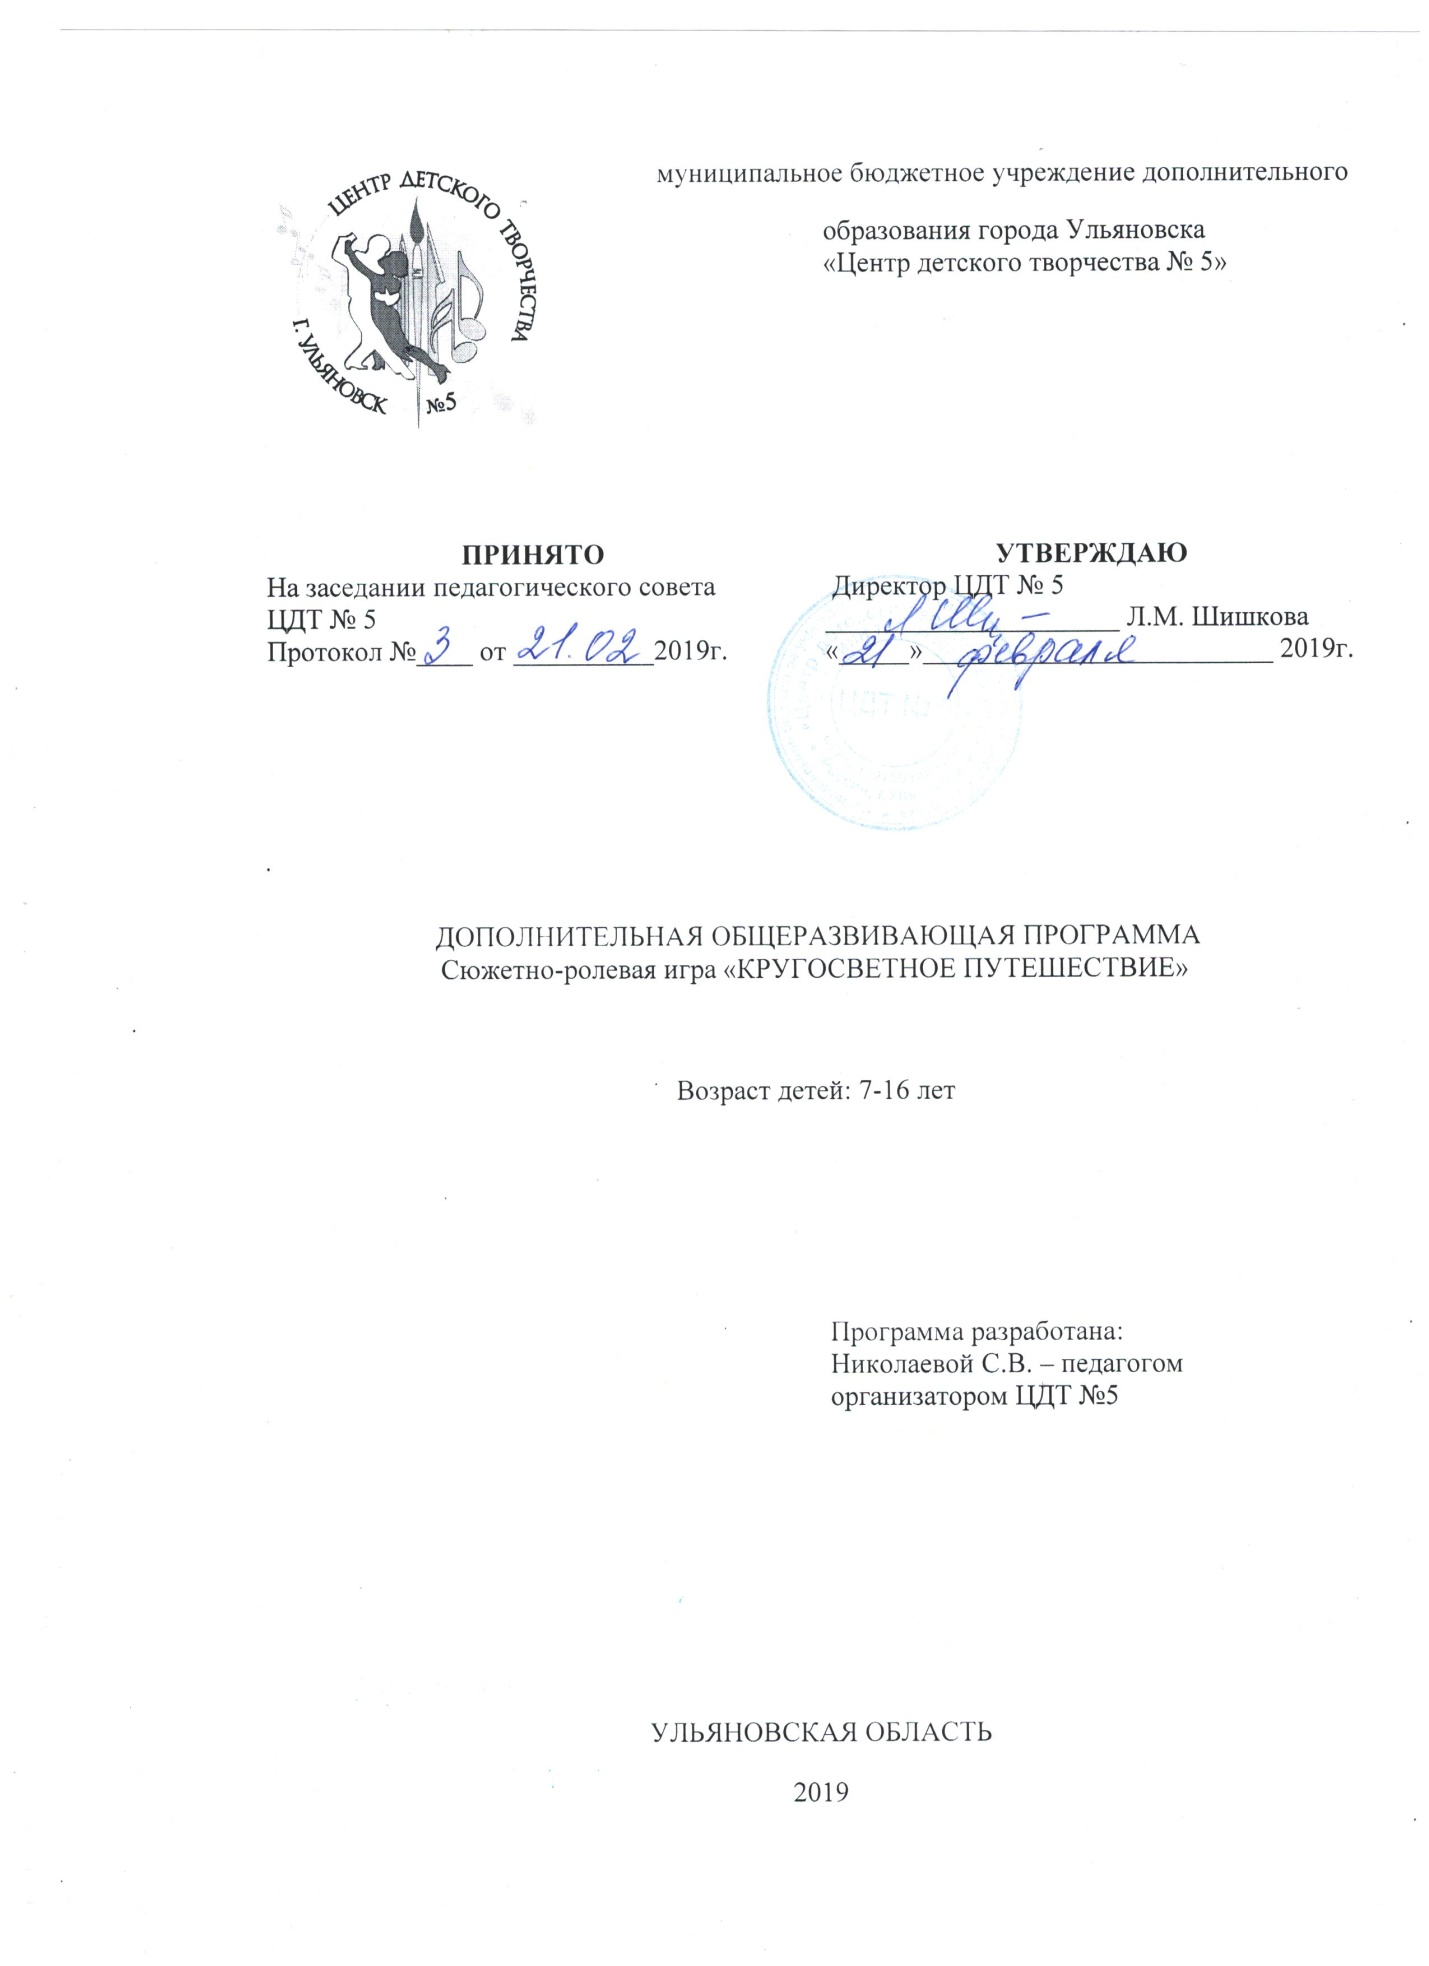 ЦЕНТР ДЕТСКОГО ТВОРЧЕСТВА
Г. УЛЬЯНОВСК №5
муниципальное бюджетное учреждение дополнительного
образования города Ульяновска
«Центр детского творчества № 5»
ПРИНЯТО
На заседании педагогического совета
ЦДТ № 5
Протокол № 3 от 21.02 2019г.
УТВЕРЖДАЮ
Директор ЦДТ № 5
Л.М. Шишкова
«21» февраля 2019г.
ДОПОЛНИТЕЛЬНАЯ ОБЩЕРАЗВИВАЮЩАЯ ПРОГРАММА
Сюжетно-ролевая игра «КРУГОСВЕТНОЕ ПУТЕШЕСТВИЕ»
Возраст детей: 7-16 лет
Программа разработана:
Николаевой С.В. – педагогом
организатором ЦДТ №5
УЛЬЯНОВСКАЯ ОБЛАСТЬ
2019